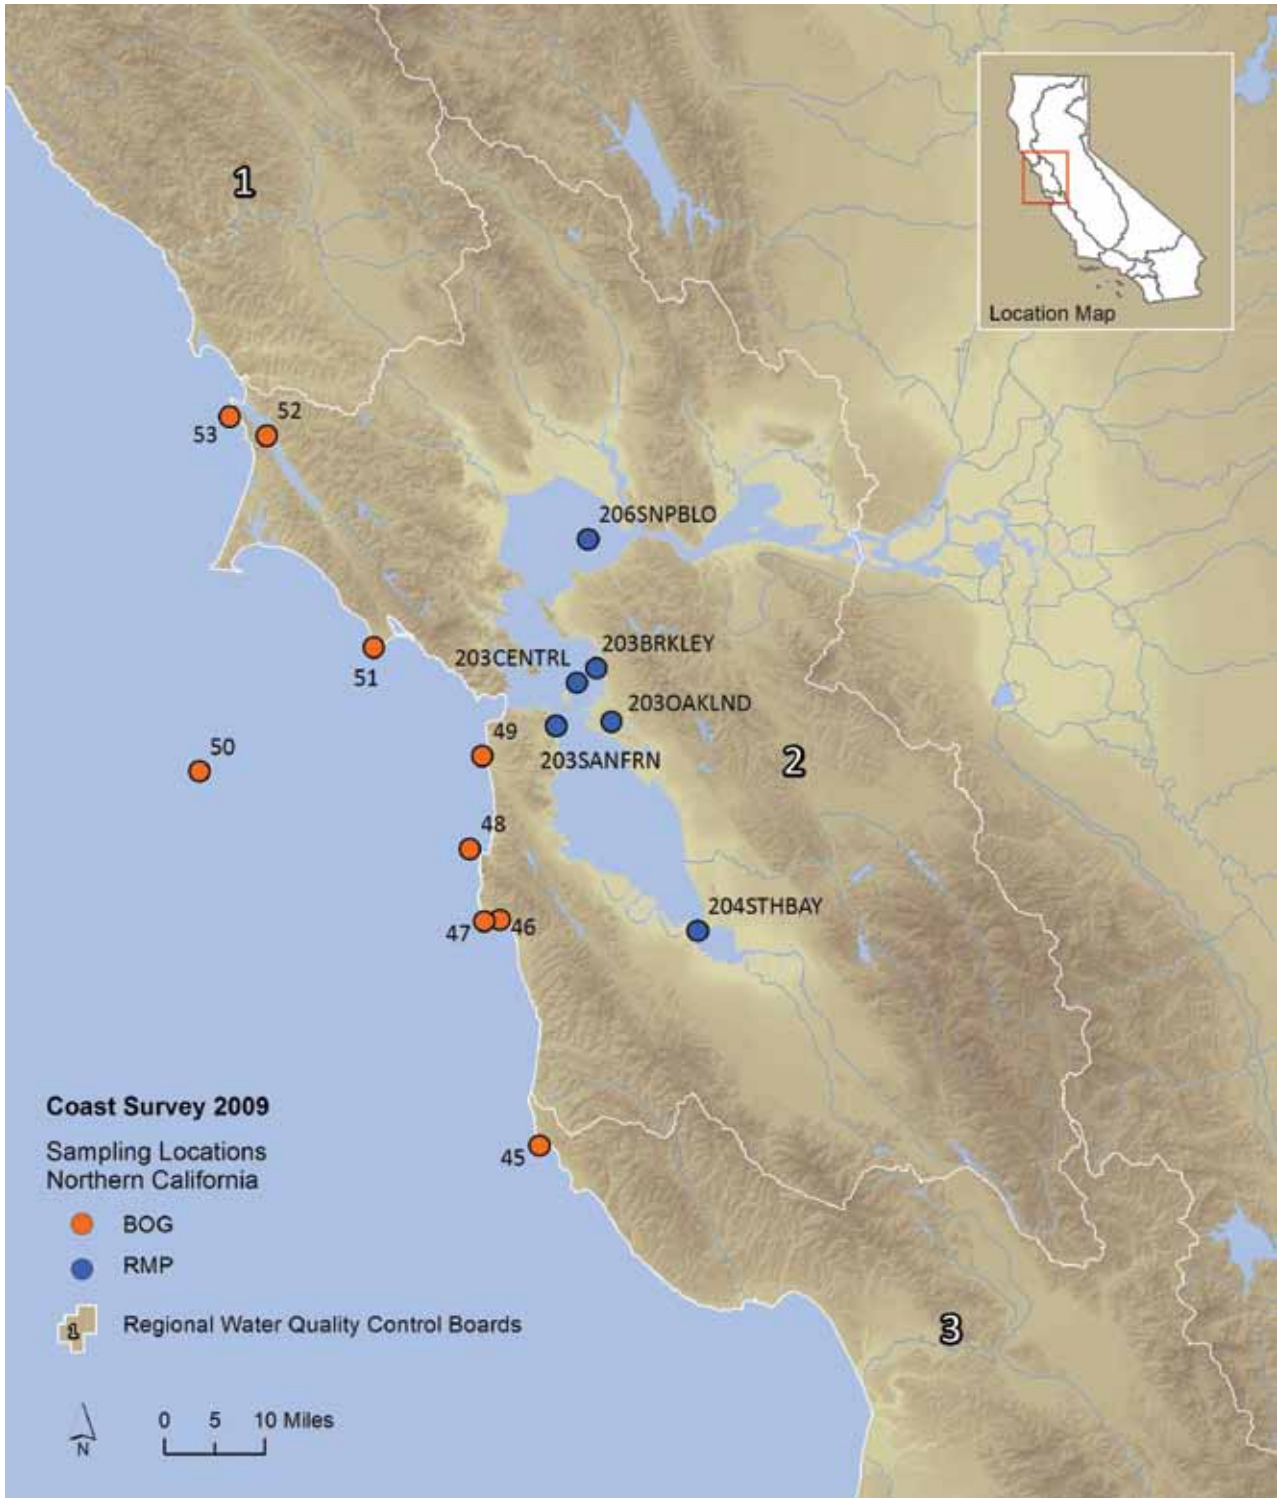 1
Location Map
52
53
206SNPBLO
203BRKLEY
203CENTRL
51
203OAKLND
49
50
203SANFRN
2
48
204STHBAY
47
46
Coast Survey 2009
Sampling Locations
Northern California
45
BOG
RMP
1
Regional Water Quality Control Boards
3
0 5 10 Miles
N